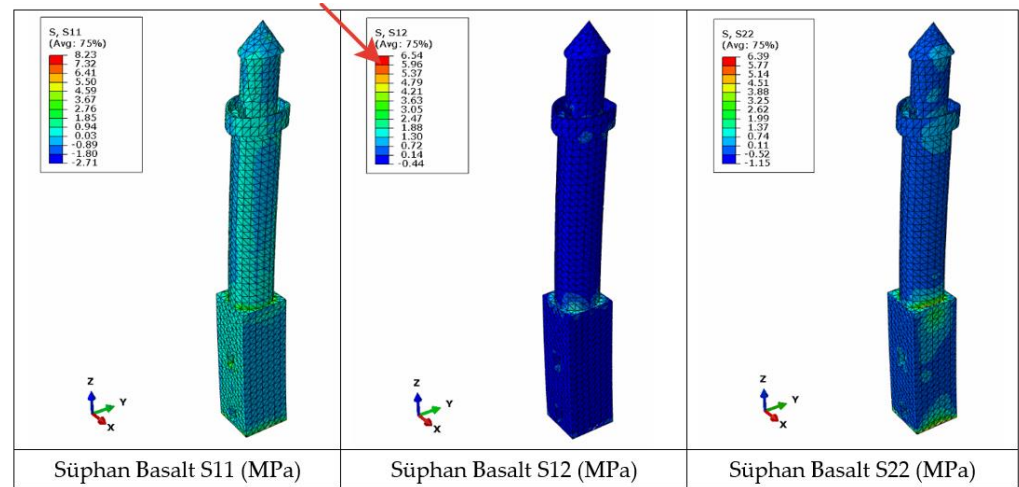 S, S11
(Avg: 75%)
8.23
7.32
6.41
5.50
4.59
3.67
2.76
1.85
0.94
0.03
-0.89
-1.80
-2.71
Z
Y
X
S, S12
(Avg: 75%)
6.54
5.96
5.37
4.79
4.21
3.63
3.05
2.47
1.88
1.30
0.72
0.14
-0.44
Z
Y
X
S, S22
(Avg: 75%)
6.39
5.77
5.14
4.51
3.88
3.25
2.62
1.99
1.37
0.74
0.11
-0.52
-1.15
Z
Y
X
Süphan Basalt S11 (MPa)
Süphan Basalt S12 (MPa)
Süphan Basalt S22 (MPa)